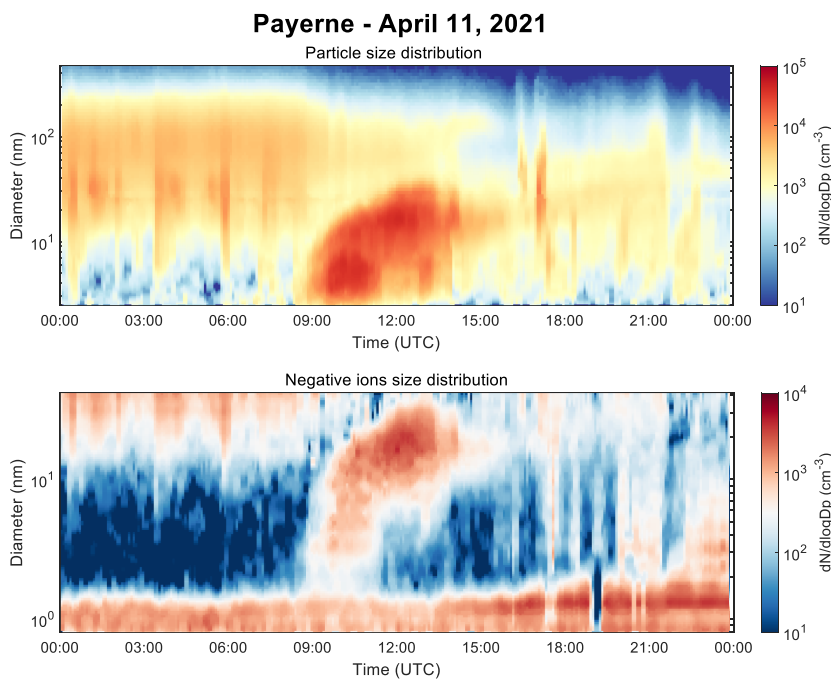 Payerne - April 11, 2021
Particle size distribution
Diameter (nm)
10^2
10^1
00:00 03:00 06:00 09:00 12:00 15:00 18:00 21:00 00:00
Time (UTC)
10^5
10^4
10^3
10^2
10^1
dN/dlogDp (cm^-3)
Negative ions size distribution
Diameter (nm)
10^1
10^0
00:00 03:00 06:00 09:00 12:00 15:00 18:00 21:00 00:00
Time (UTC)
10^4
10^3
10^2
10^1
dN/dlogDp (cm^-3)